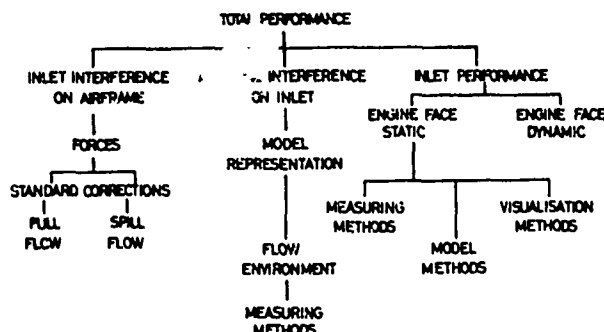 TOTAL PERFORMANCE
INLET INTERFERENCE
ON AIRFRAME
INTERFERENCE
ON INLET
INLET PERFORMANCE
ENGINE FACE
STATIC
ENGINE FACE
DYNAMIC
FORCES
MODEL
REPRESENTATION
STANDARD CORRECTIONS
FULL
FLOW
SPILL
FLOW
MEASURING
METHODS
VISUALISATION
METHODS
FLOW
ENVIRONMENT
MODEL
METHODS
MEASURING
METHODS